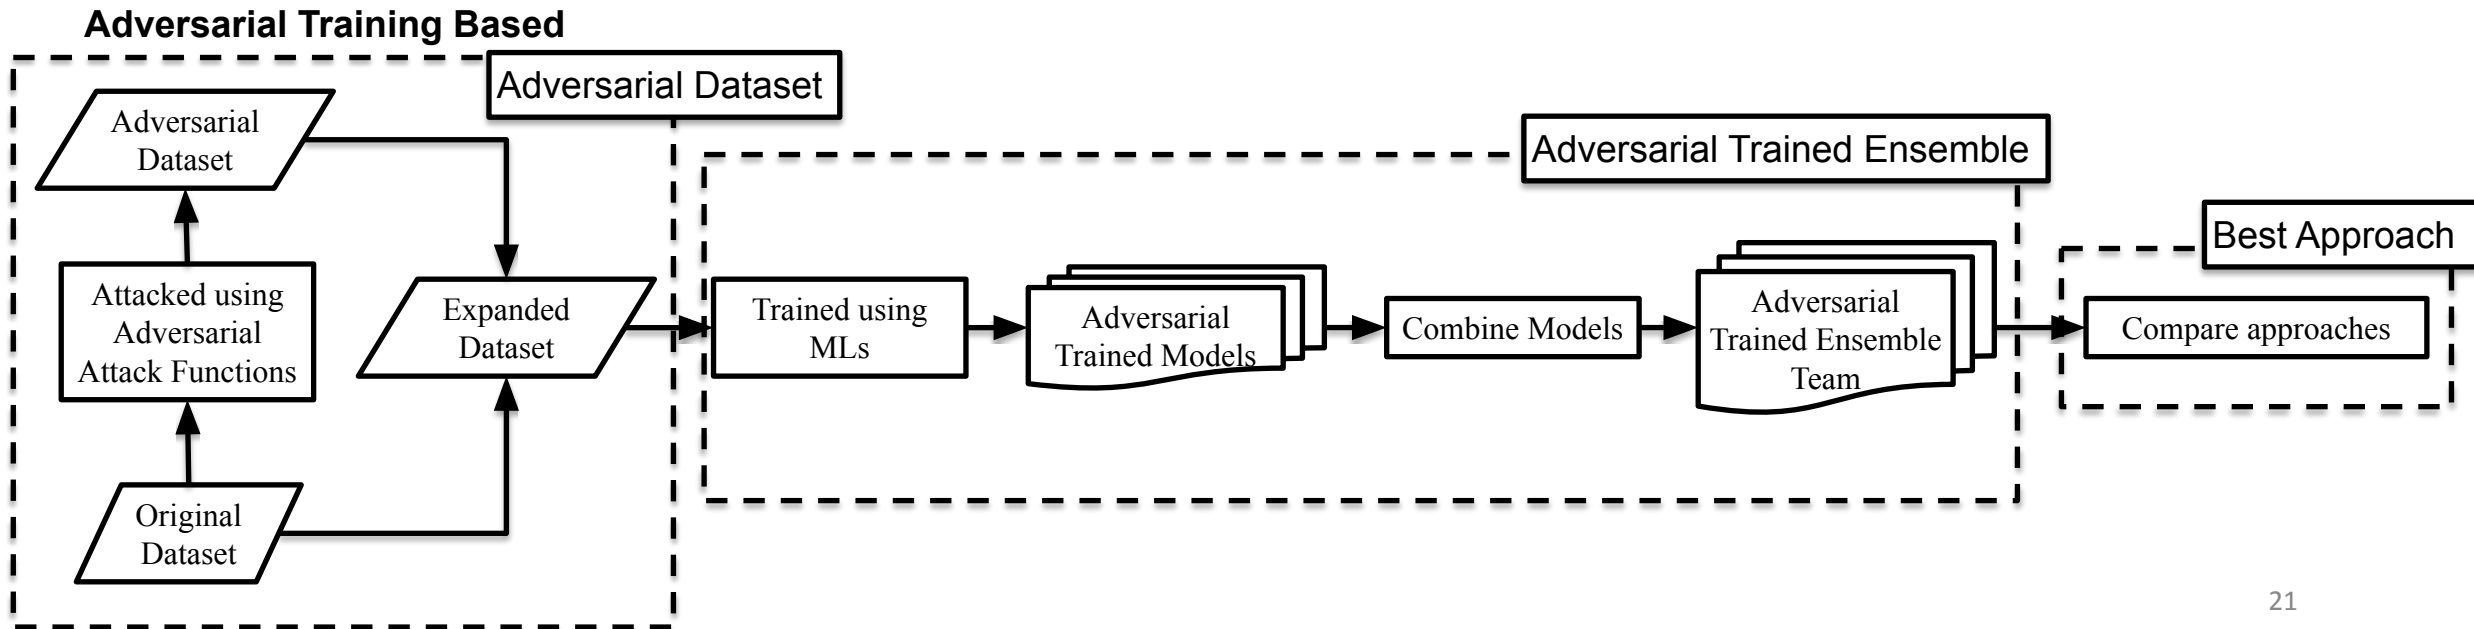 Adversarial Training Based
Adversarial Dataset
Adversarial
Dataset
Attacked using
Adversarial
Attack Functions
Original
Dataset
Expanded
Dataset
Adversarial Trained Ensemble
Trained using
MLs
Adversarial
Trained Models
Combine Models
Adversarial
Trained Ensemble
Team
Best Approach
Compare approaches
21